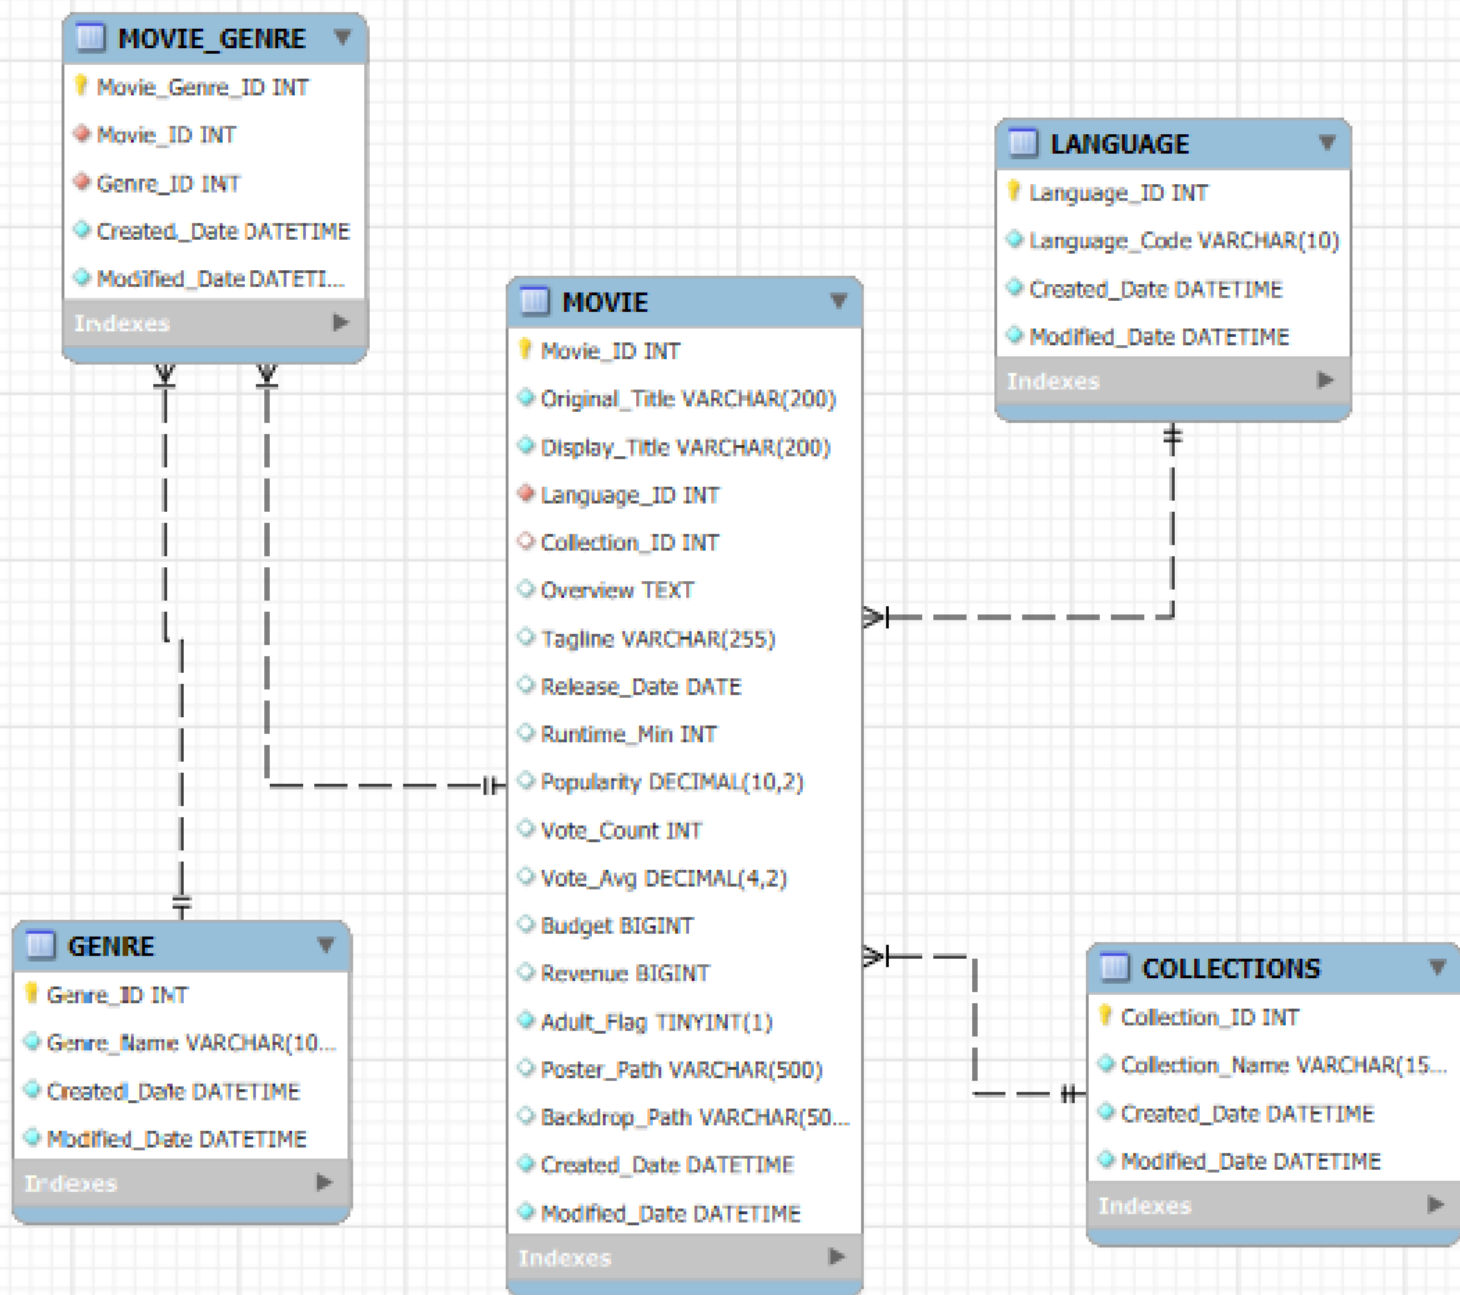 MOVIE_GENRE
Movie_Genre_ID INT
Movie_ID INT
Genre_ID INT
Created_Date DATETIME
Modified_Date DATETI...
Indexes
LANGUAGE
Language_ID INT
Language_Code VARCHAR(10)
Created_Date DATETIME
Modified_Date DATETIME
Indexes
MOVIE
Movie_ID INT
Original_Title VARCHAR(200)
Display_Title VARCHAR(200)
Language_ID INT
Collection_ID INT
Overview TEXT
Tagline VARCHAR(255)
Release_Date DATE
Runtime_Min INT
Popularity DECIMAL(10,2)
Vote_Count INT
Vote_Avg DECIMAL(4,2)
Budget BIGINT
Revenue BIGINT
Adult_Flag TINYINT(1)
Poster_Path VARCHAR(500)
Backdrop_Path VARCHAR(50...
Created_Date DATETIME
Modified_Date DATETIME
Indexes
GENRE
Genre_ID INT
Genre_Name VARCHAR(10...
Created_Date DATETIME
Modified_Date DATETIME
Indexes
COLLECTIONS
Collection_ID INT
Collection_Name VARCHAR(15...
Created_Date DATETIME
Modified_Date DATETIME
Indexes